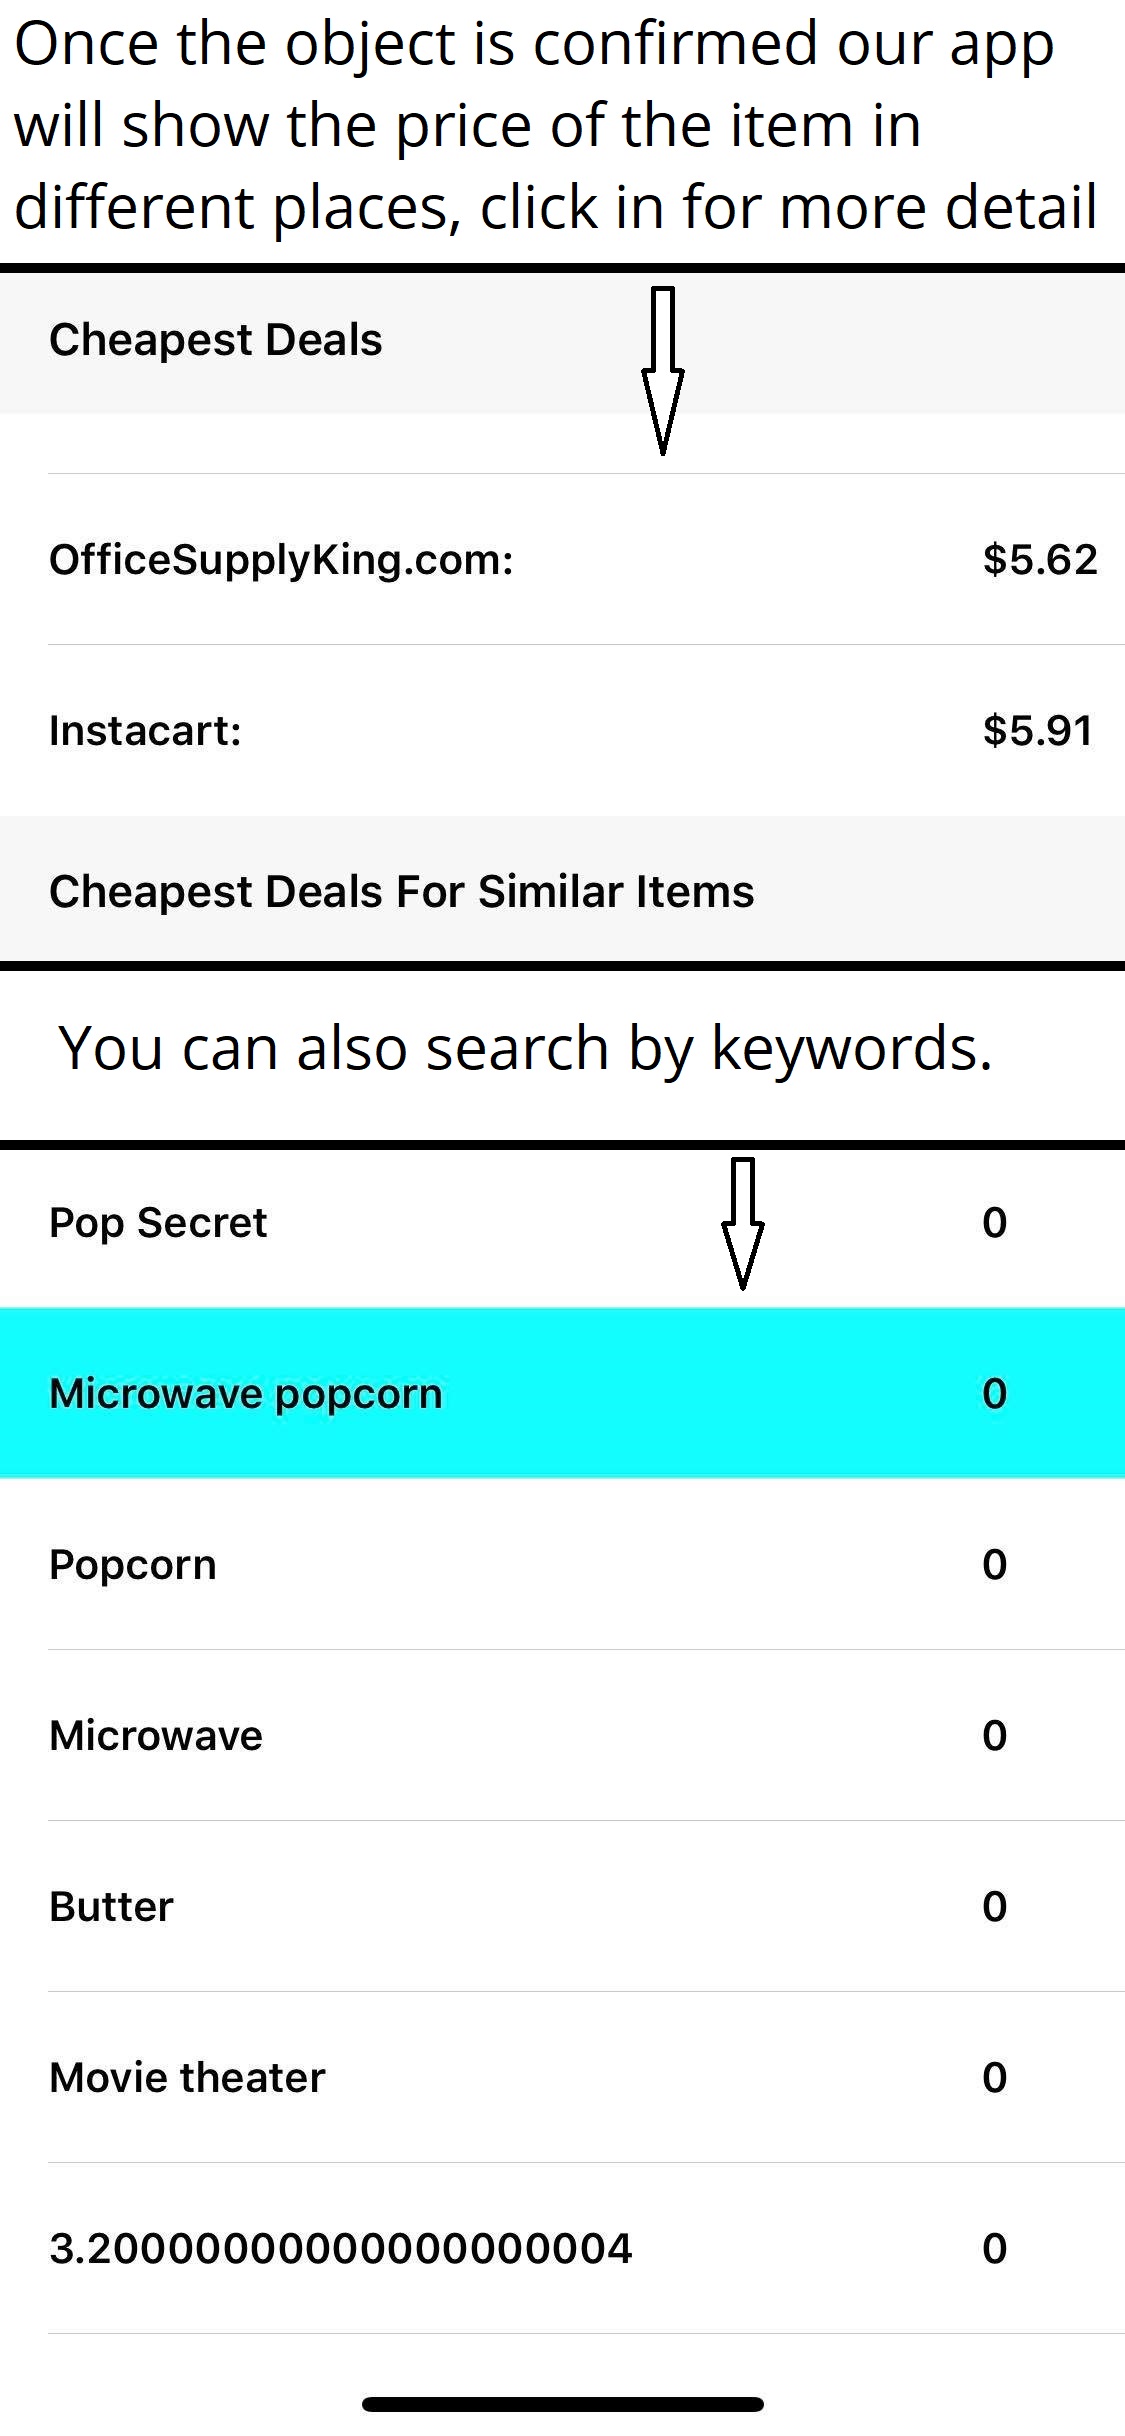 Once the object is confirmed our app
will show the price of the item in
different places, click in for more detail
Cheapest Deals
OfficeSupplyKing.com: $5.62
Instacart: $5.91
Cheapest Deals For Similar Items
You can also search by keywords.
Pop Secret 0
Microwave popcorn 0
Popcorn 0
Microwave 0
Butter 0
Movie theater 0
3.20000000000000000004 0